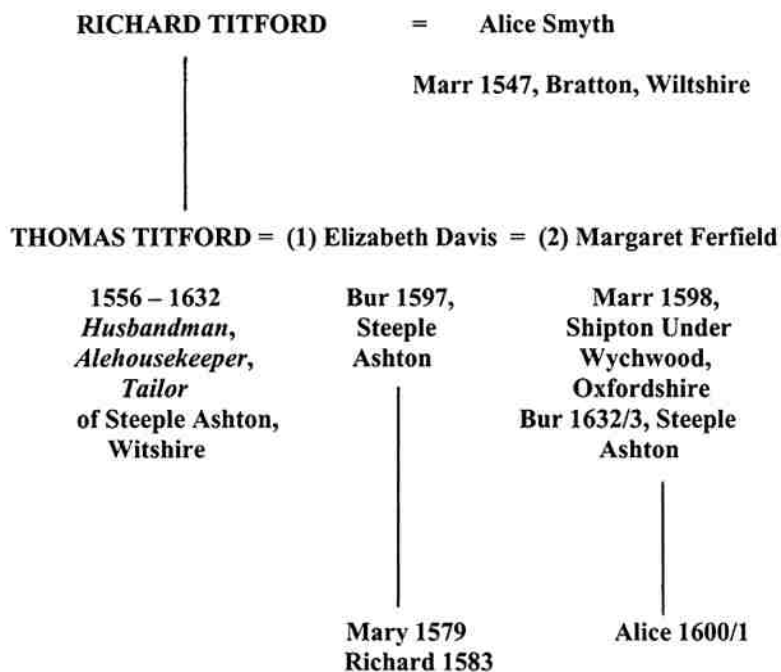 RICHARD TITFORD = Alice Smyth
Marr 1547, Bratton, Wiltshire
THOMAS TITFORD = (1) Elizabeth Davis = (2) Margaret Ferfield
1556 – 1632
Husbandman,
Alehousekeeper,
Tailor
of Steeple Ashton,
Witshire
Bur 1597,
Steeple
Ashton
Marr 1598,
Shipton Under
Wychwood,
Oxfordshire
Bur 1632/3, Steeple
Ashton
Mary 1579
Richard 1583
Alice 1600/1